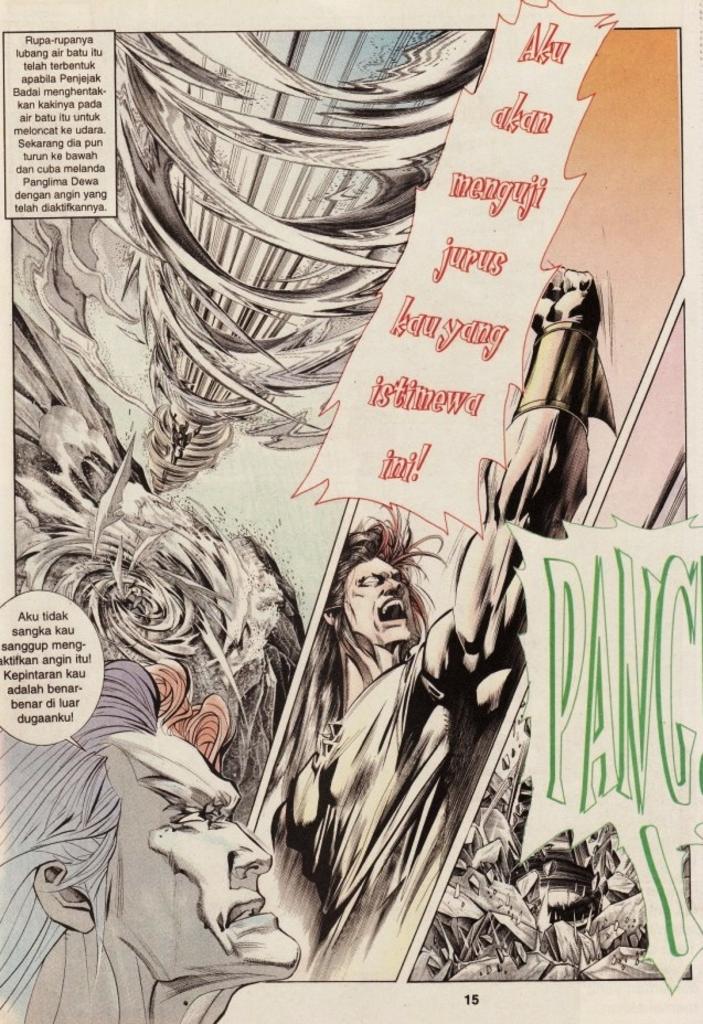 Rupa-rupanya
lubang air batu itu
telah terbentuk
apabila Penjejak
Badai menghentak-
kan kakinya pada
air batu itu untuk
meloncat ke udara.
Sekarang dia pun
turun ke bawah
dan cuba melanda
Panglima Dewa
dengan angin yang
telah diaktifkannya.
Aku
akan
menguji
jurus
kau yang
istimewa
ini!
Aku tidak
sangka kau
sanggup meng-
aktifkan angin itu!
Kepintaran kau
adalah benar-
benar di luar
dugaanku!
PANG
15